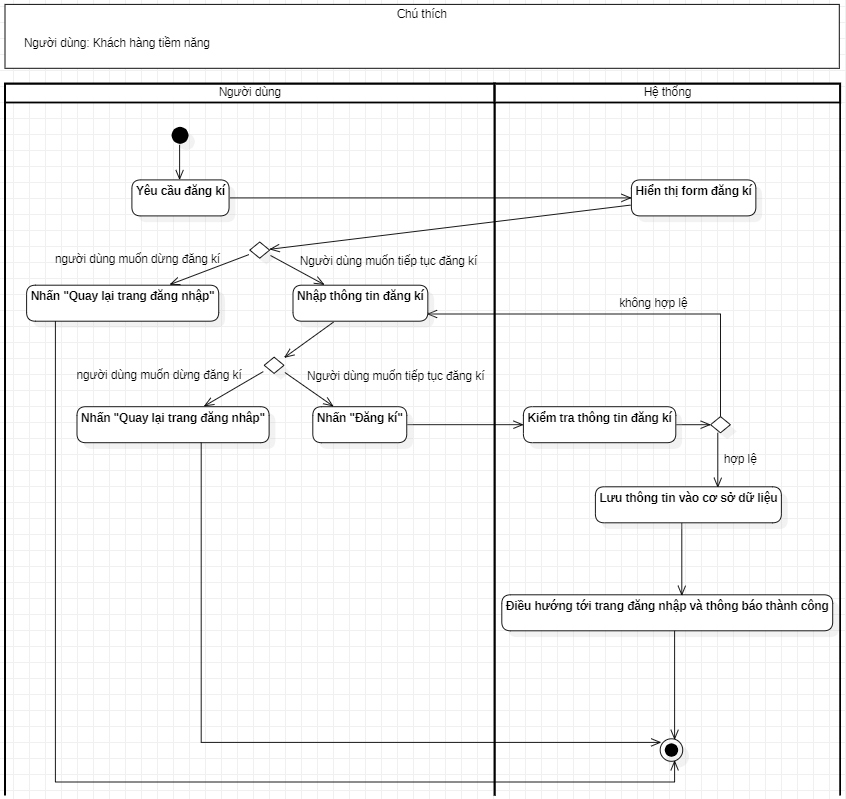 Chú thích
Người dùng: Khách hàng tiềm năng
Người dùng
Hệ thống
Yêu cầu đăng kí
Hiển thị form đăng kí
người dùng muốn dừng đăng kí
Người dùng muốn tiếp tục đăng kí
Nhấn "Quay lại trang đăng nhập"
Nhập thông tin đăng kí
không hợp lệ
người dùng muốn dừng đăng kí
Người dùng muốn tiếp tục đăng kí
Nhấn "Quay lại trang đăng nhâp"
Nhấn "Đăng kí"
Kiểm tra thông tin đăng kí
hợp lệ
Lưu thông tin vào cơ sở dữ liệu
Điều hướng tới trang đăng nhập và thông báo thành công